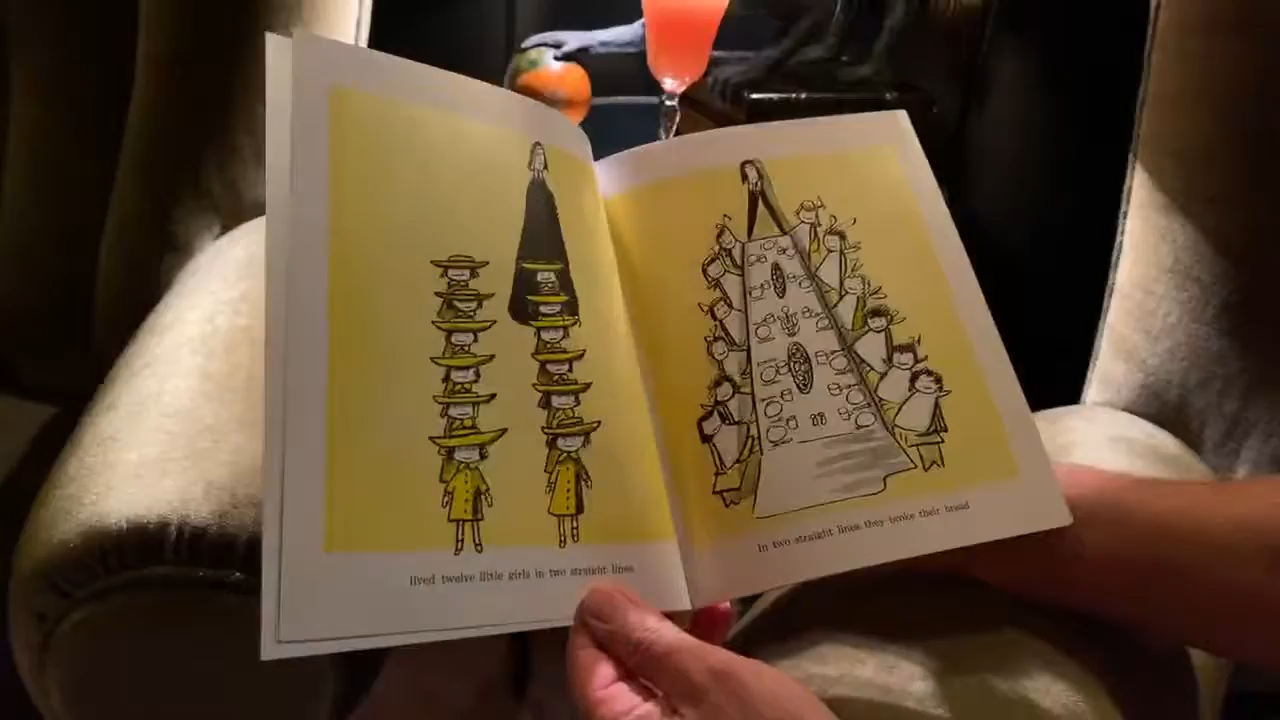 lived twelve little girls in two straight lines
In two straight lines they broke their bread